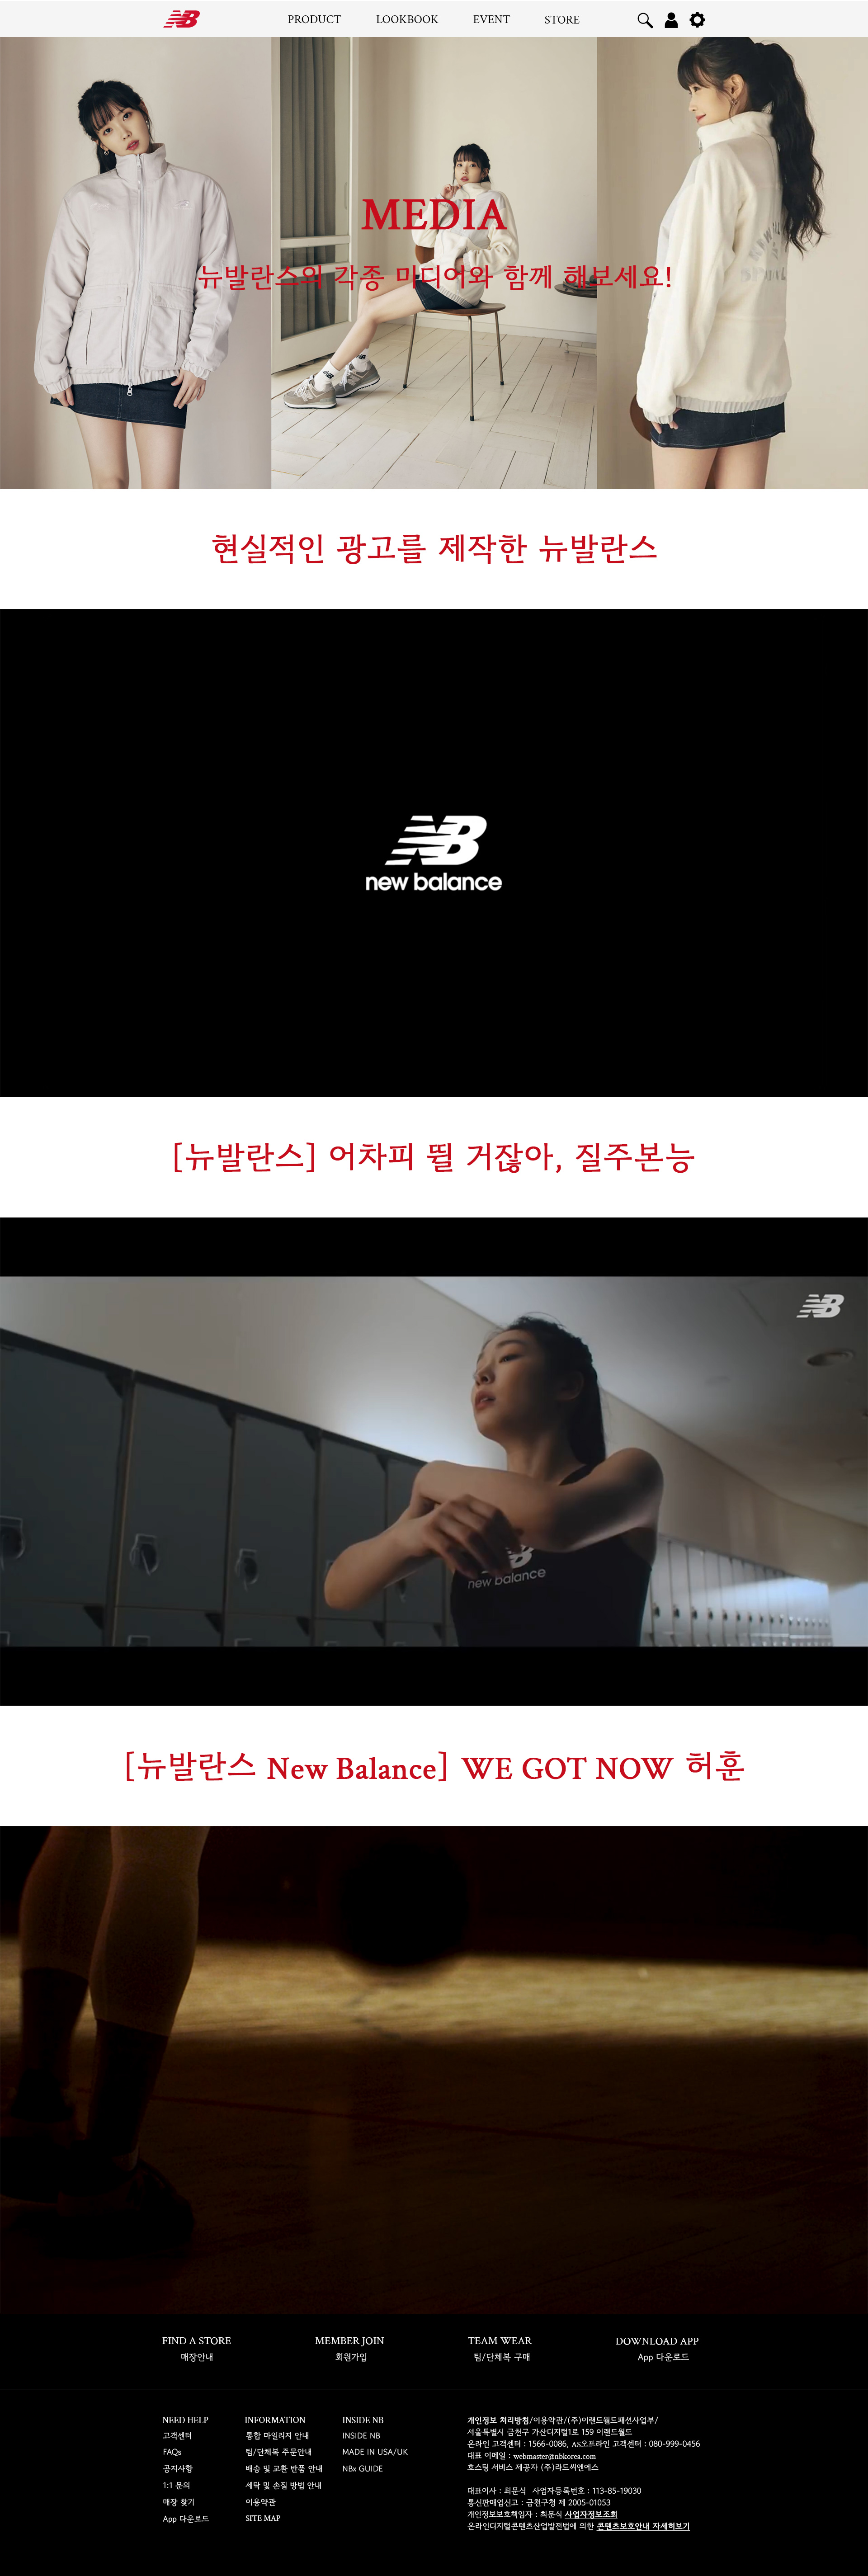 PRODUCT LOOKBOOK EVENT STORE
MEDIA
뉴발란스의 각종 미디어와 함께 해보세요!
현실적인 광고를 제작한 뉴발란스
NB
new balance
[뉴발란스] 어차피 뛸 거잖아, 질주본능
NB
new balance
[뉴발란스 New Balance] WE GOT NOW 허훈
FIND A STORE
매장안내
MEMBER JOIN
회원가입
TEAM WEAR
팀/단체복 구매
DOWNLOAD APP
App 다운로드
NEED HELP
고객센터
FAQs
공지사항
1:1 문의
매장 찾기
App 다운로드
INFORMATION
통합 마일리지 안내
팀/단체복 주문안내
배송 및 교환 반품 안내
세탁 및 손질 방법 안내
이용약관
SITE MAP
INSIDE NB
INSIDE NB
MADE IN USA/UK
NBx GUIDE
개인정보 처리방침/이용약관/(주)이랜드월드패션사업부/
서울특별시 금천구 가산디지털1로 159 이랜드월드
온라인 고객센터 : 1566-0086, AS오프라인 고객센터 : 080-999-0456
대표 이메일 : webmaster@nbkorea.com
호스팅 서비스 제공자 (주)라드씨엔에스
대표이사 : 최문식 사업자등록번호 : 113-85-19030
통신판매업신고 : 금천구청 제 2005-01053
개인정보보호책임자 : 최문식 사업자정보조회
온라인디지털콘텐츠산업발전법에 의한 콘텐츠보호안내 자세히보기